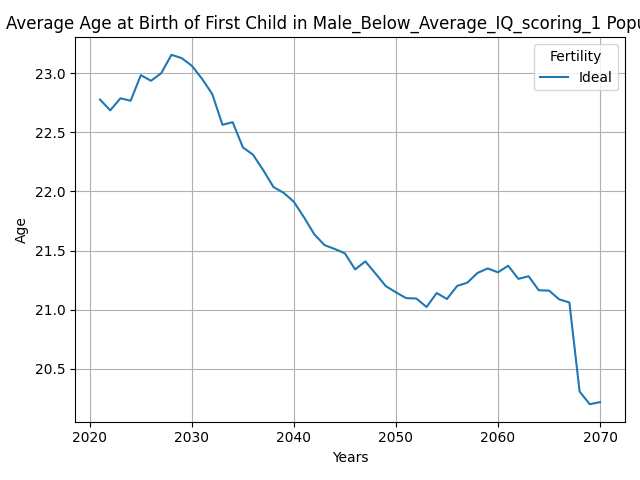 Average Age at Birth of First Child in Male_Below_Average_IQ_scoring_1 Popu
Fertility
Ideal
Age
23.0
22.5
22.0
21.5
21.0
20.5
2020 2030 2040 2050 2060 2070
Years